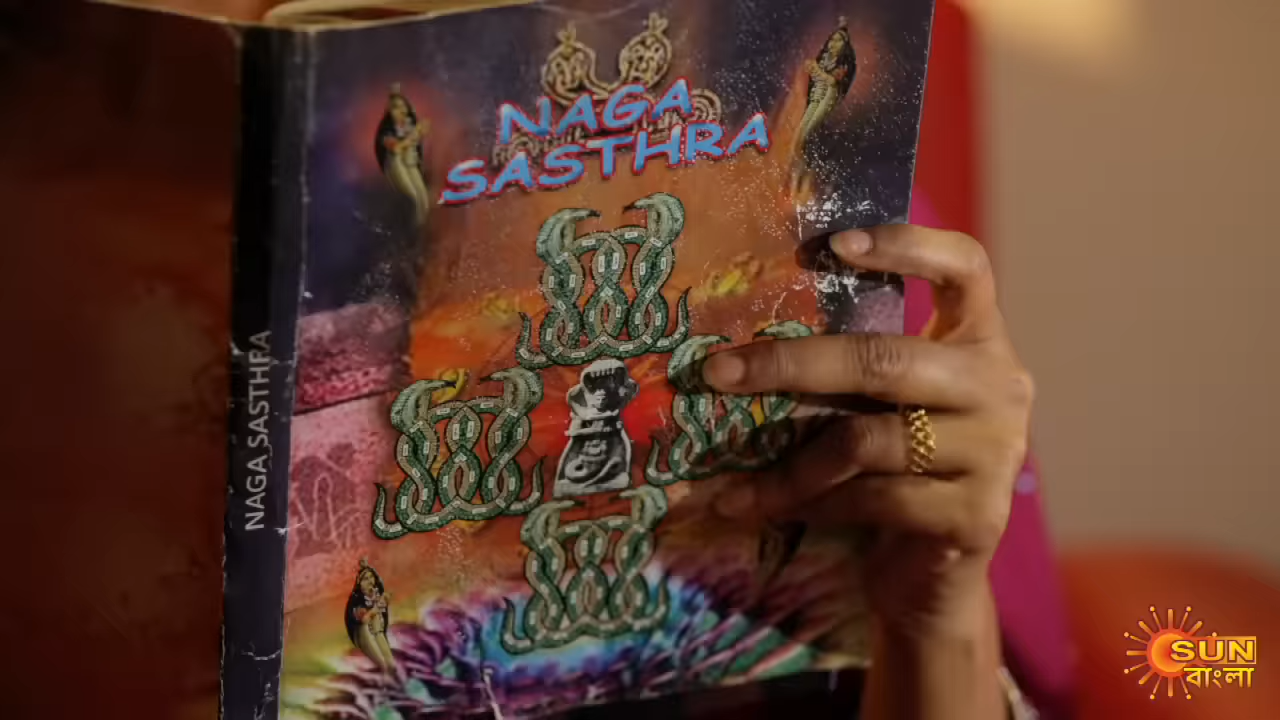 NAGA
SASTHRA
NAGA SASTHRA
SUN
বাংলা